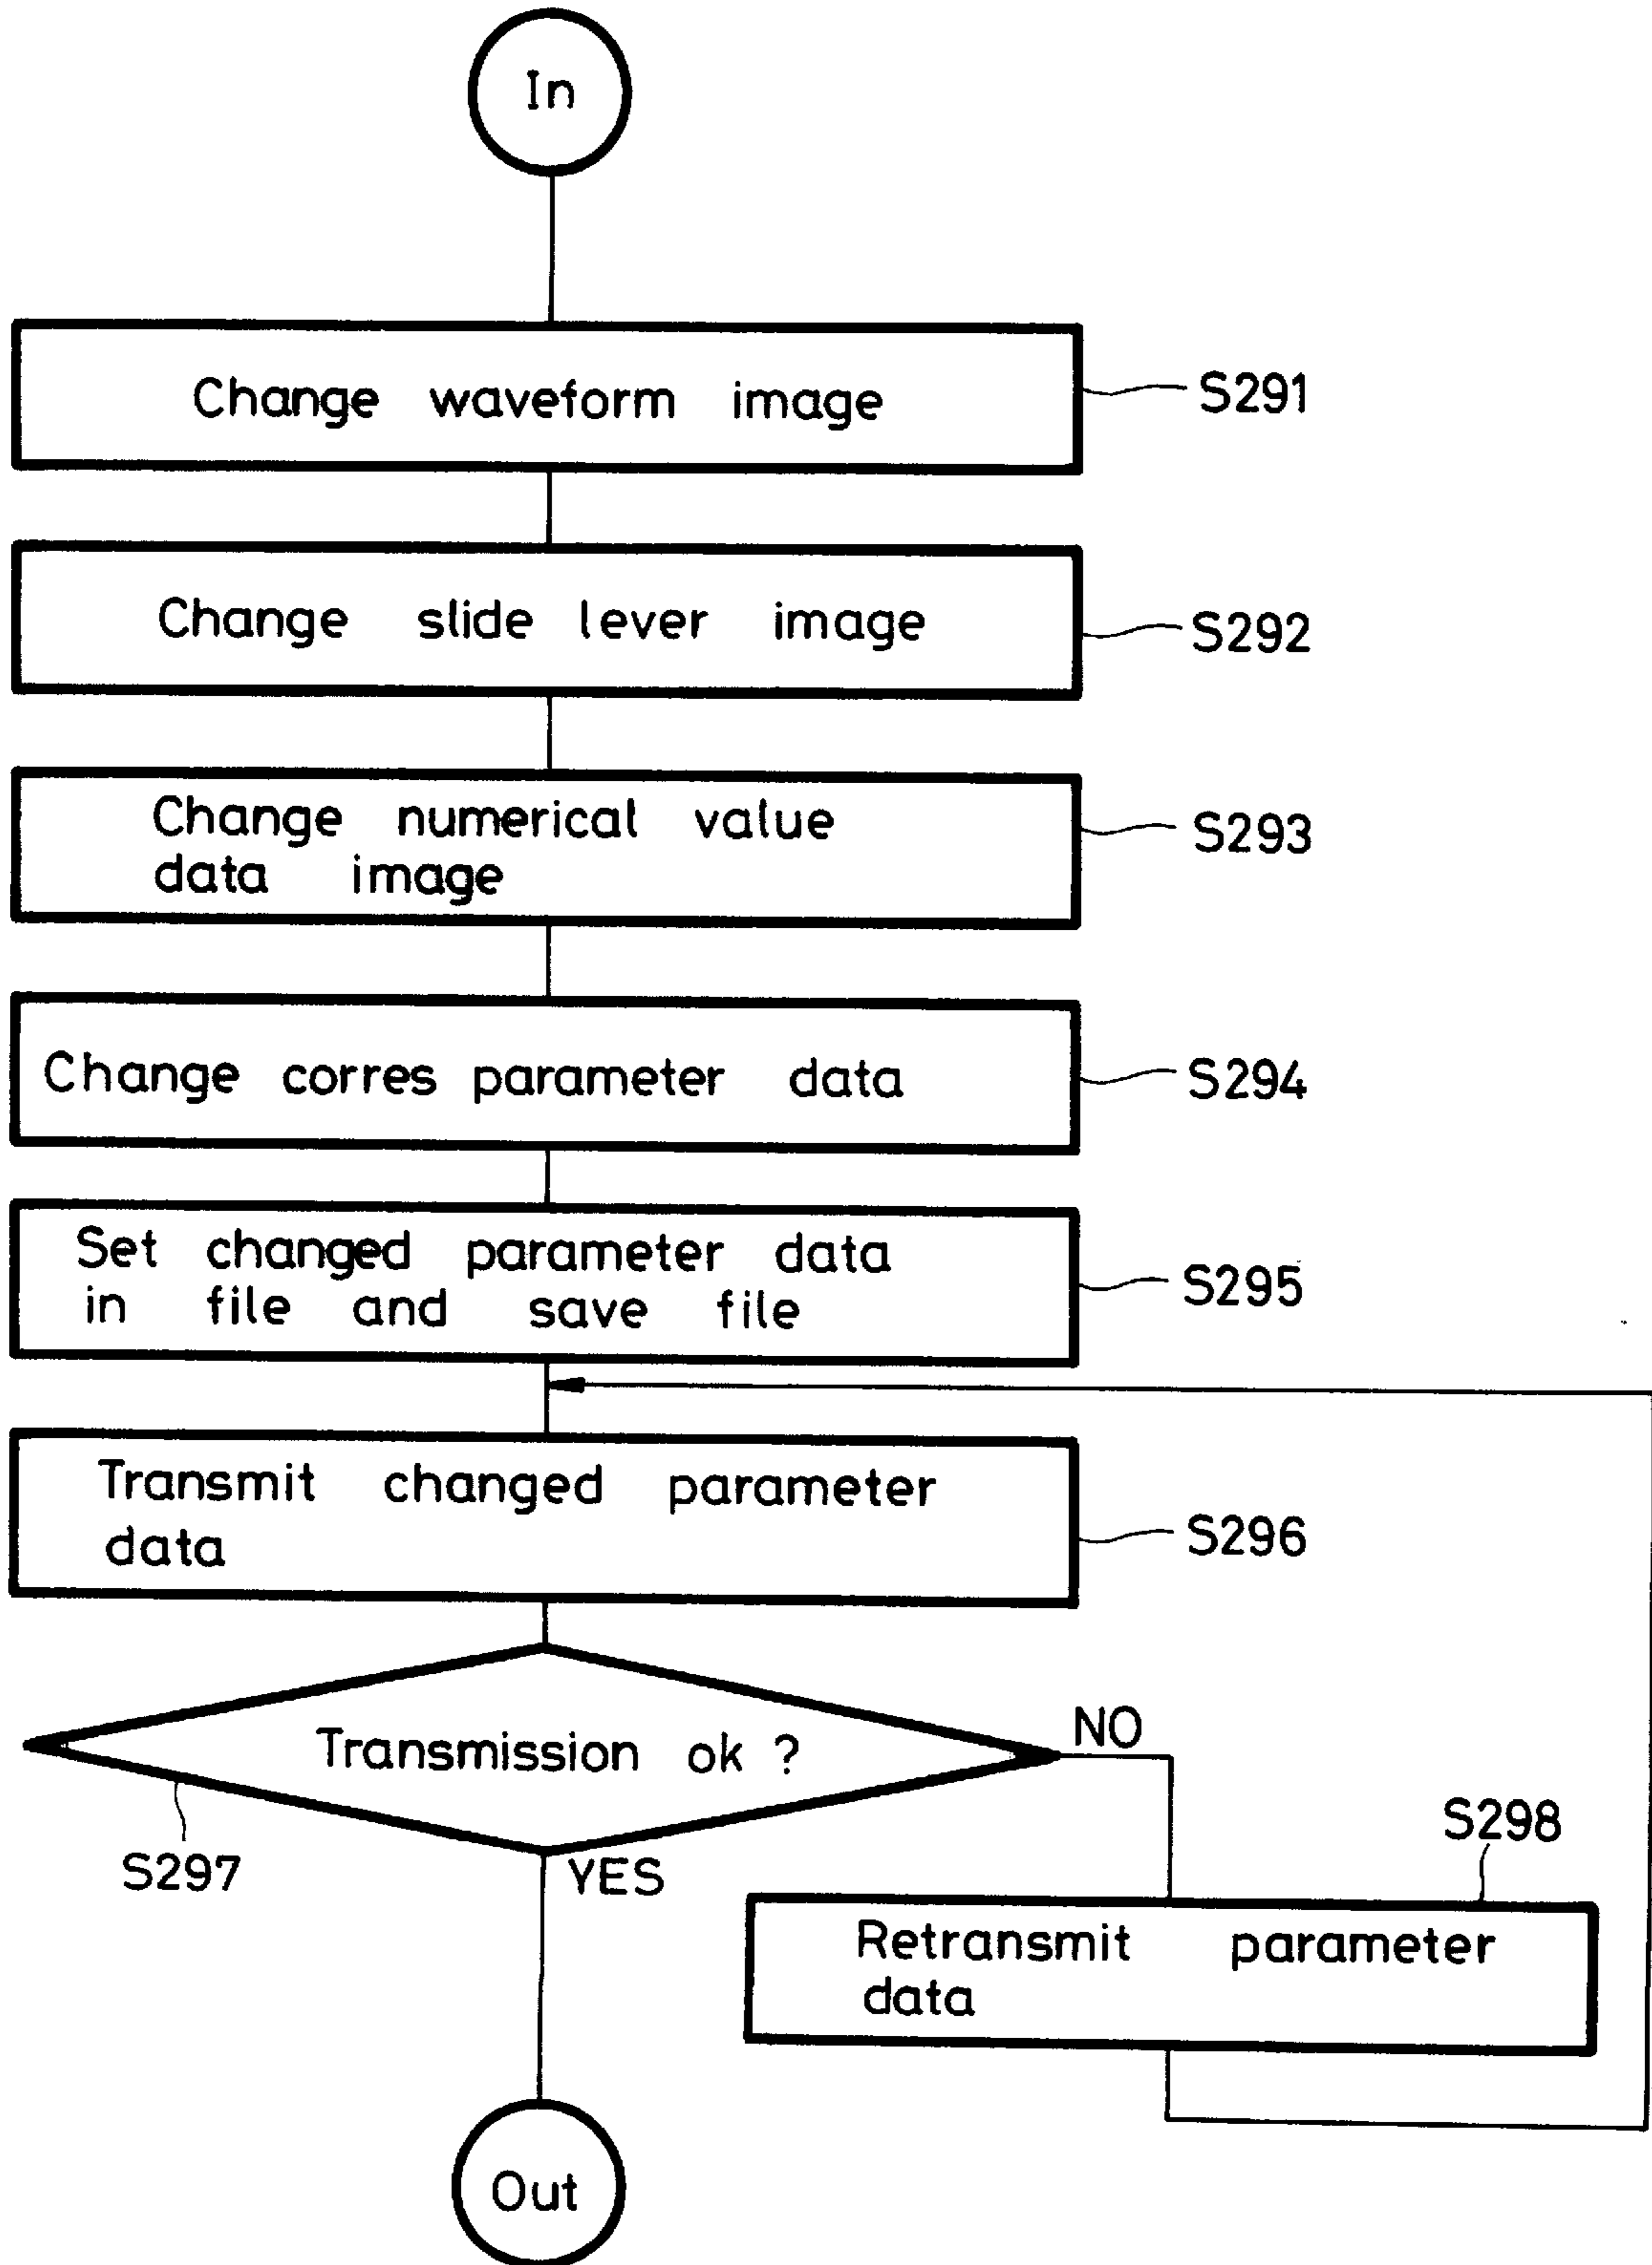 In
Change waveform image
S291
Change slide lever image
S292
Change numerical value
data image
S293
Change corres parameter data
S294
Set changed parameter data
in file and save file
S295
Transmit changed parameter
data
S296
Transmission ok ?
NO
S297
YES
S298
Retransmit parameter
data
Out